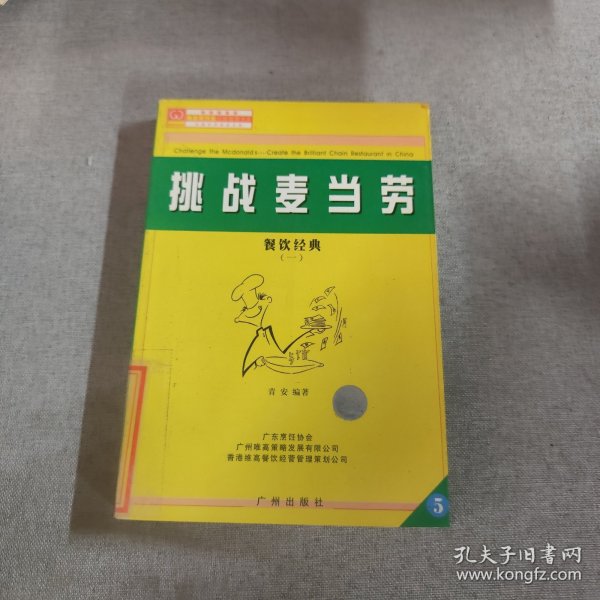 Challenge the Mcdonald's---Create the Brilliant Chain Restaurant in China
挑战麦当劳
餐饮经典
(一)
青安 编著
广东烹饪协会
广州唯高策略发展有限公司
香港维高餐饮经营管理策划公司
广州出版社
5
孔夫子旧书网
www.kongfz.com